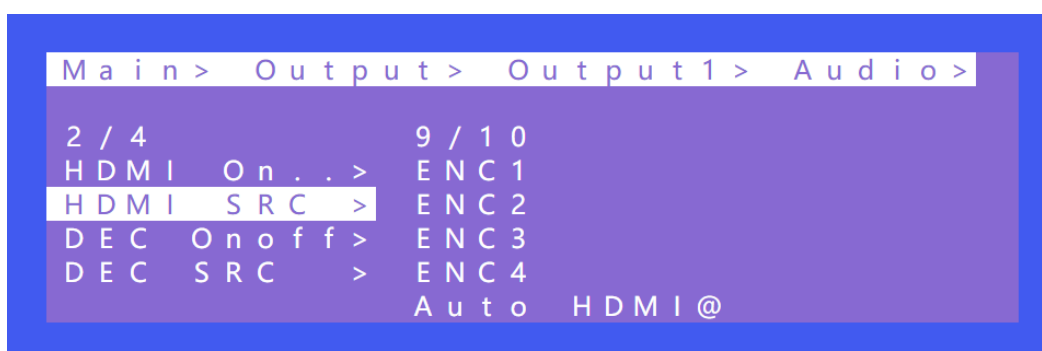 Main> Output> Output1> Audio>
2/4 9/10
HDMI On..> ENC1
HDMI SRC > ENC2
DEC Onoff> ENC3
DEC SRC > ENC4
Auto HDMI@